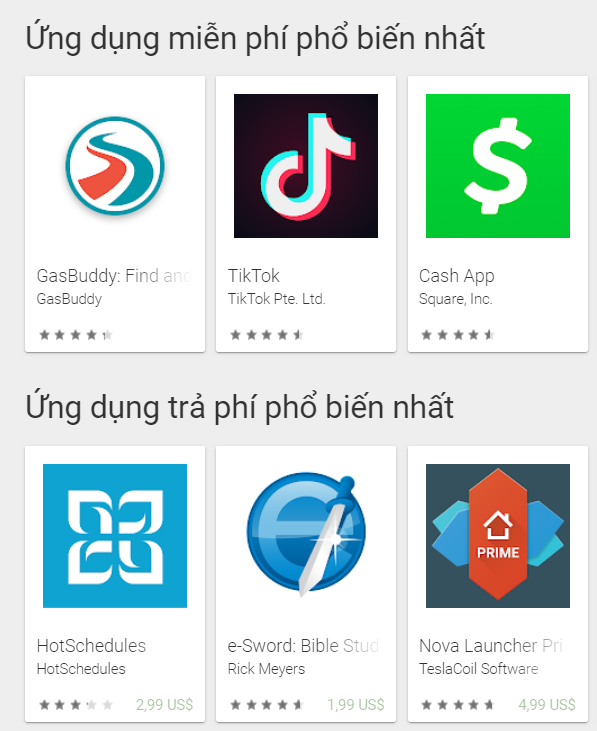 Ứng dụng miễn phí phổ biến nhất
GasBuddy: Find and
GasBuddy
TikTok
TikTok Pte. Ltd.
Cash App
Square, Inc.
Ứng dụng trả phí phổ biến nhất
PRIME
HotSchedules
HotSchedules
2,99 US$
e-Sword: Bible Stud
Rick Meyers
1,99 US$
Nova Launcher Pri
TeslaCoil Software
4,99 US$